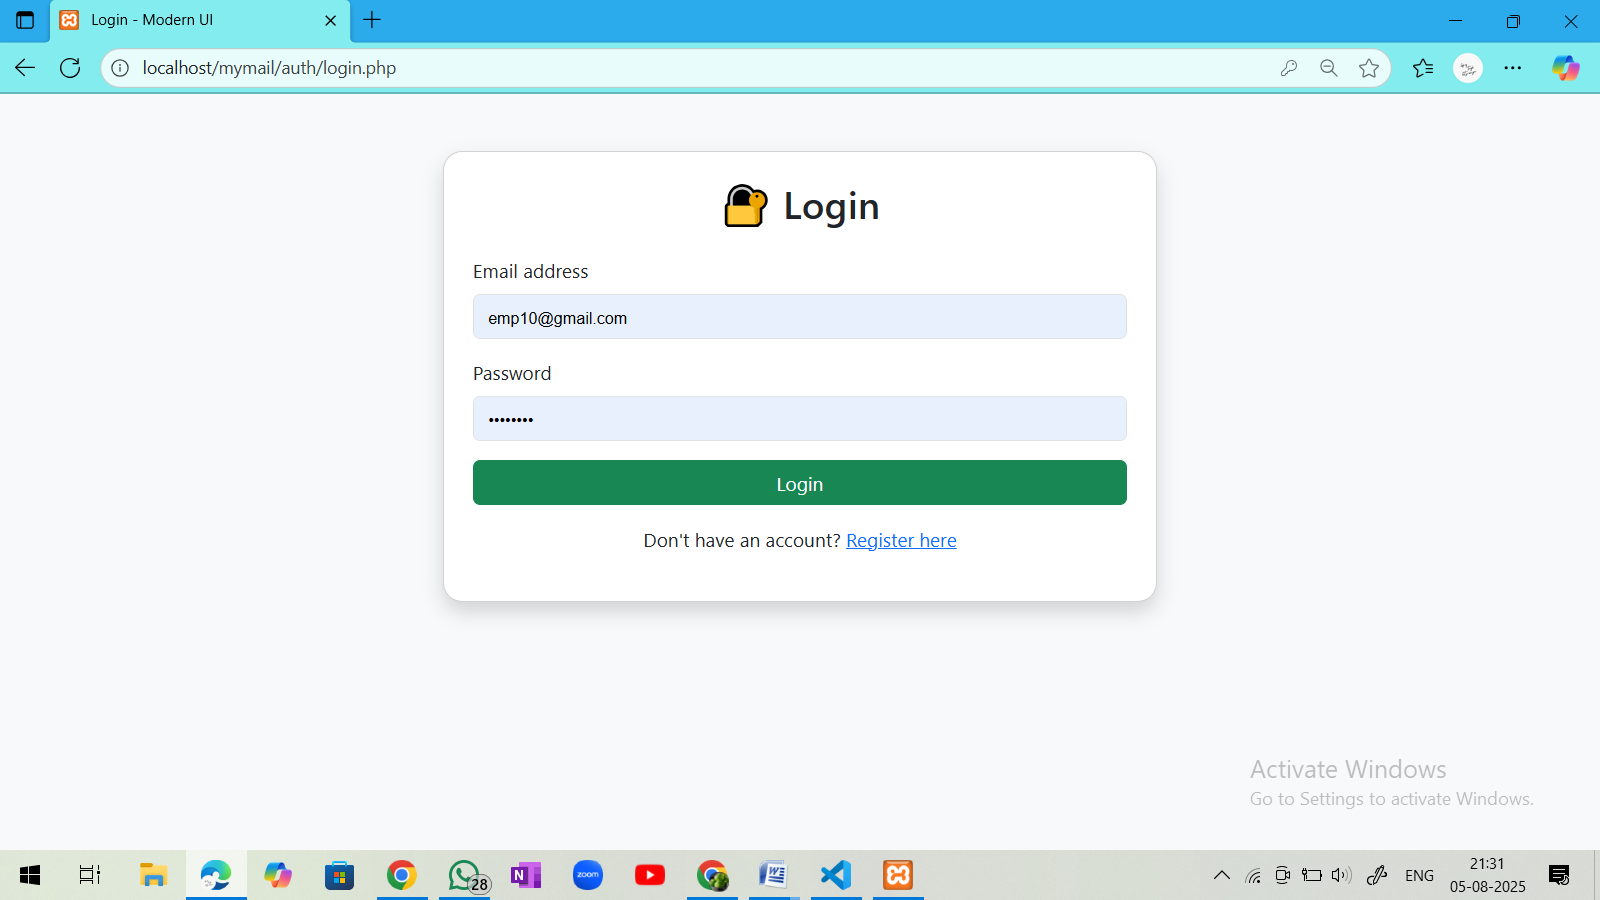 Login - Modern UI
localhost/mymail/auth/login.php
Login
Email address
emp10@gmail.com
Password
••••••••
Login
Don't have an account? Register here
Activate Windows
Go to Settings to activate Windows.
28
N
zoom
W
ENG
21:31
05-08-2025